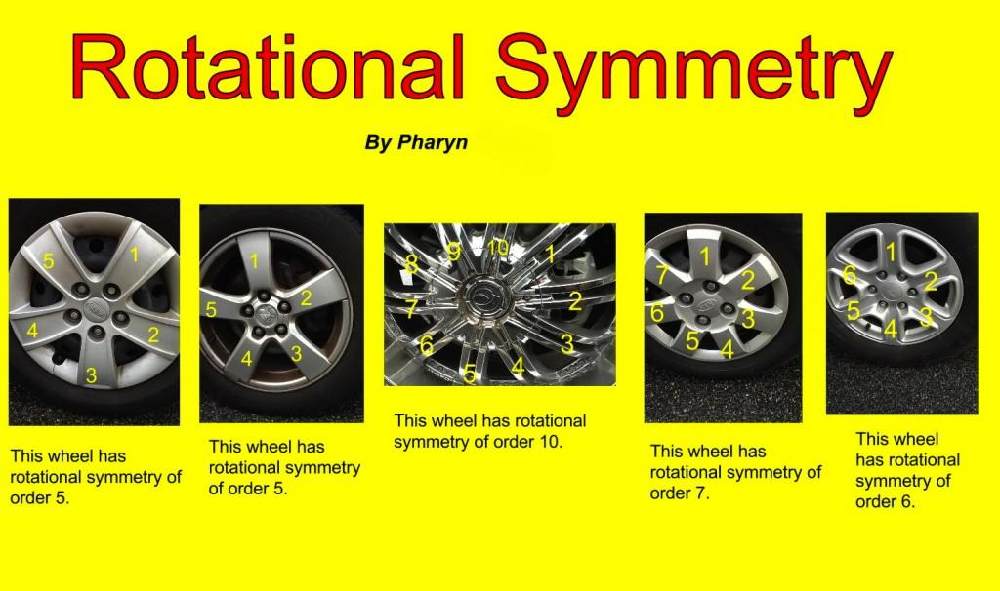 Rotational Symmetry
By Pharyn
1
2
3
4
5
This wheel has
rotational symmetry of
order 5.
1
2
3
4
5
This wheel has
rotational symmetry
of order 5.
1
2
3
4
5
6
7
8
9
10
This wheel has rotational
symmetry of order 10.
1
2
3
4
5
6
7
This wheel has
rotational symmetry of
order 7.
1
2
3
4
5
6
This wheel
has rotational
symmetry of
order 6.